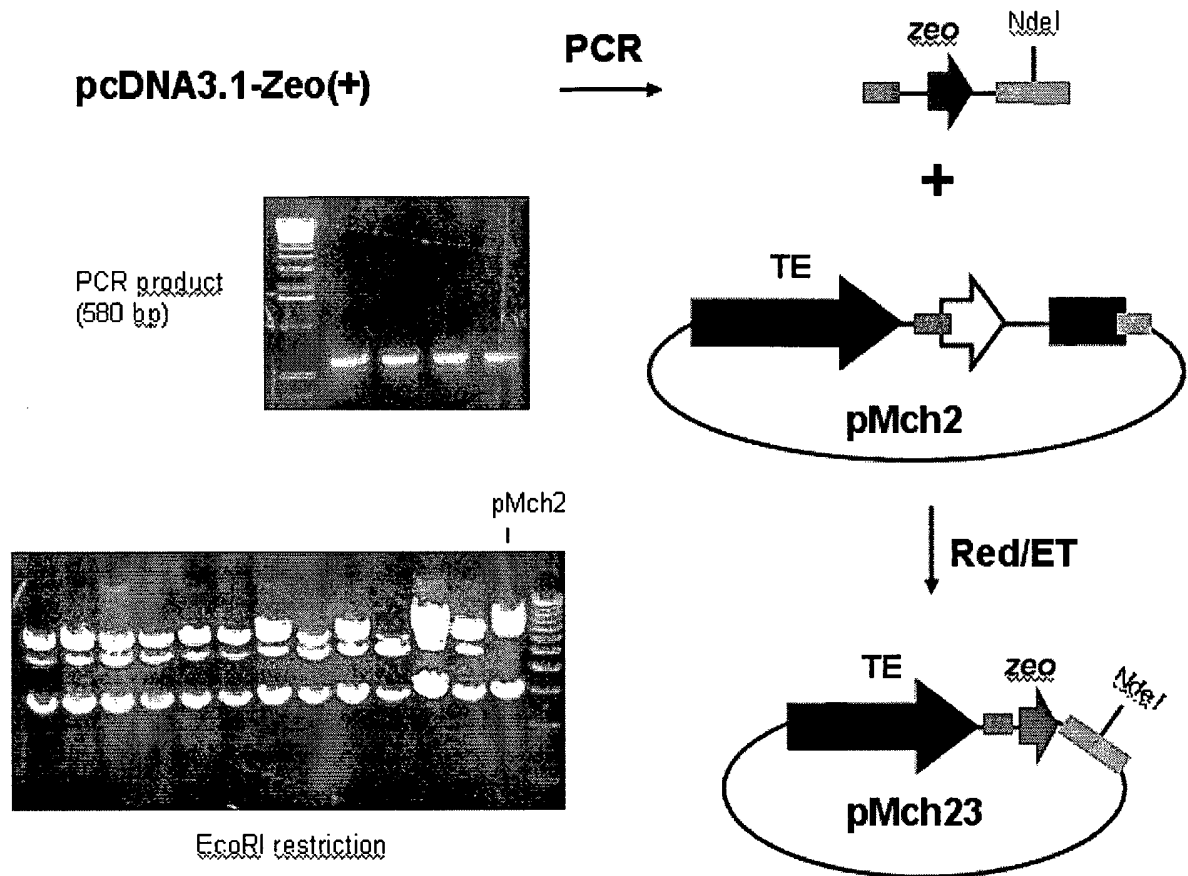 pcDNA3.1-Zeo(+)
PCR
zeo
NdeI
+
PCR product
(580 bp)
TE
pMch2
pMch2
Red/ET
TE
zeo
NdeI
pMch23
EcoRI restriction